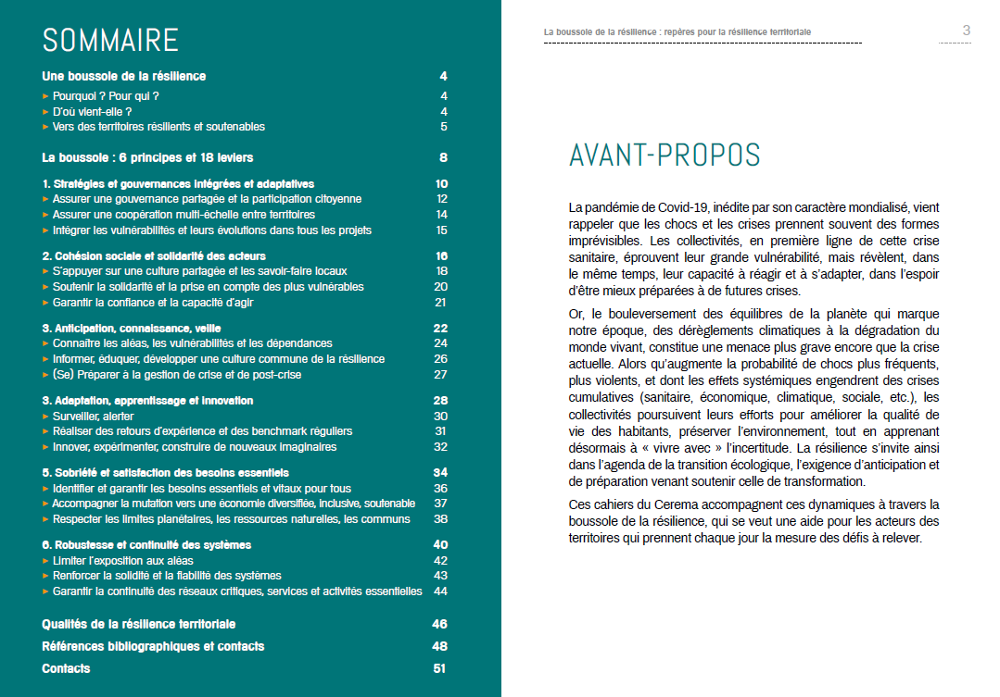 SOMMAIRE
Une boussole de la résilience 4
► Pourquoi ? Pour qui ? 4
► D'où vient-elle ? 4
► Vers des territoires résilients et soutenables 5
La boussole : 6 principes et 18 leviers 8
1. Stratégies et gouvernances intégrées et adaptatives 10
► Assurer une gouvernance partagée et la participation citoyenne 12
► Assurer une coopération multi-échelle entre territoires 14
► Intégrer les vulnérabilités et leurs évolutions dans tous les projets 15
2. Cohésion sociale et solidarité des acteurs 16
► S'appuyer sur une culture partagée et les savoir-faire locaux 18
► Soutenir la solidarité et la prise en compte des plus vulnérables 20
► Garantir la confiance et la capacité d'agir 21
3. Anticipation, connaissance, veille 22
► Connaître les aléas, les vulnérabilités et les dépendances 24
► Informer, éduquer, développer une culture commune de la résilience 26
► (Se) Préparer à la gestion de crise et de post-crise 27
3. Adaptation, apprentissage et innovation 28
► Surveiller, alerter 30
► Réaliser des retours d'expérience et des benchmark réguliers 31
► Innover, expérimenter, construire de nouveaux imaginaires 32
5. Sobriété et satisfaction des besoins essentiels 34
► Identifier et garantir les besoins essentiels et vitaux pour tous 36
► Accompagner la mutation vers une économie diversifiée, inclusive, soutenable 37
► Respecter les limites planétaires, les ressources naturelles, les communs 38
6. Robustesse et continuité des systèmes 40
► Limiter l'exposition aux aléas 42
► Renforcer la solidité et la fiabilité des systèmes 43
► Garantir la continuité des réseaux critiques, services et activités essentielles 44
Qualités de la résilience territoriale 46
Références bibliographiques et contacts 48
Contacts 51
La boussole de la résilience : repères pour la résilience territoriale 3
AVANT-PROPOS
La pandémie de Covid-19, inédite par son caractère mondialisé, vient
rappeler que les chocs et les crises prennent souvent des formes
imprévisibles. Les collectivités, en première ligne de cette crise
sanitaire, éprouvent leur grande vulnérabilité, mais révèlent, dans
le même temps, leur capacité à réagir et à s'adapter, dans l'espoir
d'être mieux préparées à de futures crises.
Or, le bouleversement des équilibres de la planète qui marque
notre époque, des dérèglements climatiques à la dégradation du
monde vivant, constitue une menace plus grave encore que la crise
actuelle. Alors qu'augmente la probabilité de chocs plus fréquents,
plus violents, et dont les effets systémiques engendrent des crises
cumulatives (sanitaire, économique, climatique, sociale, etc.), les
collectivités poursuivent leurs efforts pour améliorer la qualité de
vie des habitants, préserver l'environnement, tout en apprenant
désormais à « vivre avec » l'incertitude. La résilience s'invite ainsi
dans l'agenda de la transition écologique, l'exigence d'anticipation et
de préparation venant soutenir celle de transformation.
Ces cahiers du Cerema accompagnent ces dynamiques à travers la
boussole de la résilience, qui se veut une aide pour les acteurs des
territoires qui prennent chaque jour la mesure des défis à relever.